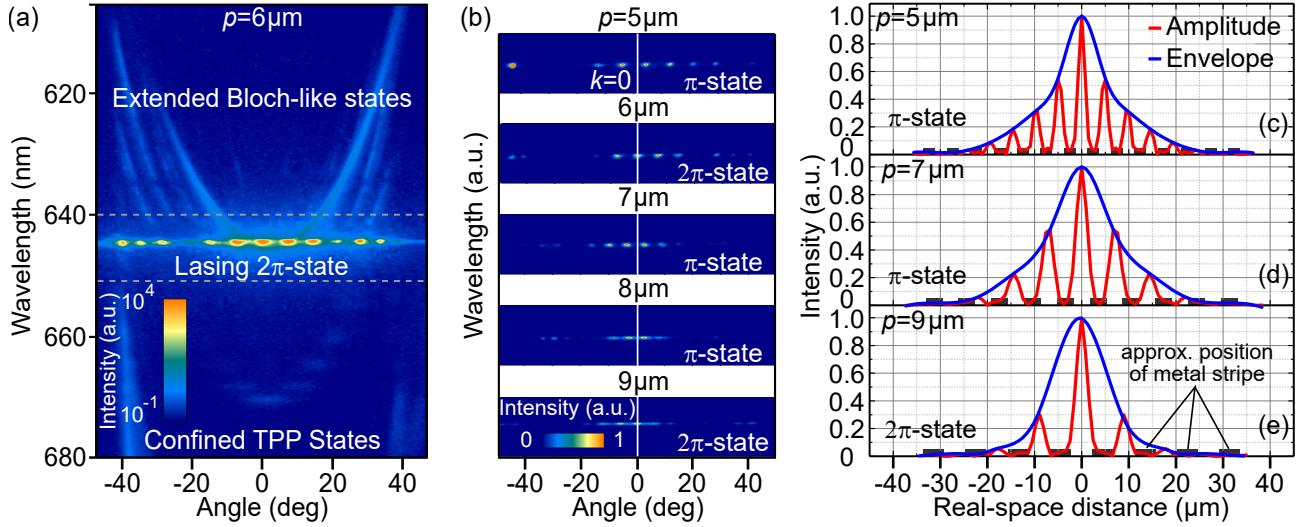 (a)
p=6µm
Extended Bloch-like states
Lasing 2π-state
Confined TPP States
Intensity (a.u.)
10^4
10^-1
Wavelength (nm)
620
640
660
680
-40 -20 0 20 40
Angle (deg)
(b)
p=5µm
k=0
π-state
6µm
2π-state
7µm
π-state
8µm
π-state
9µm
Intensity (a.u.)
0 1
2π-state
Wavelength (a.u.)
-40 -20 0 20 40
Angle (deg)
p=5µm
Amplitude
Envelope
π-state
(c)
1.0
0.8
0.6
0.4
0.2
0
p=7µm
π-state
(d)
1.0
0.8
0.6
0.4
0.2
0
p=9µm
approx. position
of metal stripe
2π-state
(e)
1.0
0.8
0.6
0.4
0.2
0
Intensity (a.u.)
-40 -30 -20 -10 0 10 20 30 40
Real-space distance (µm)